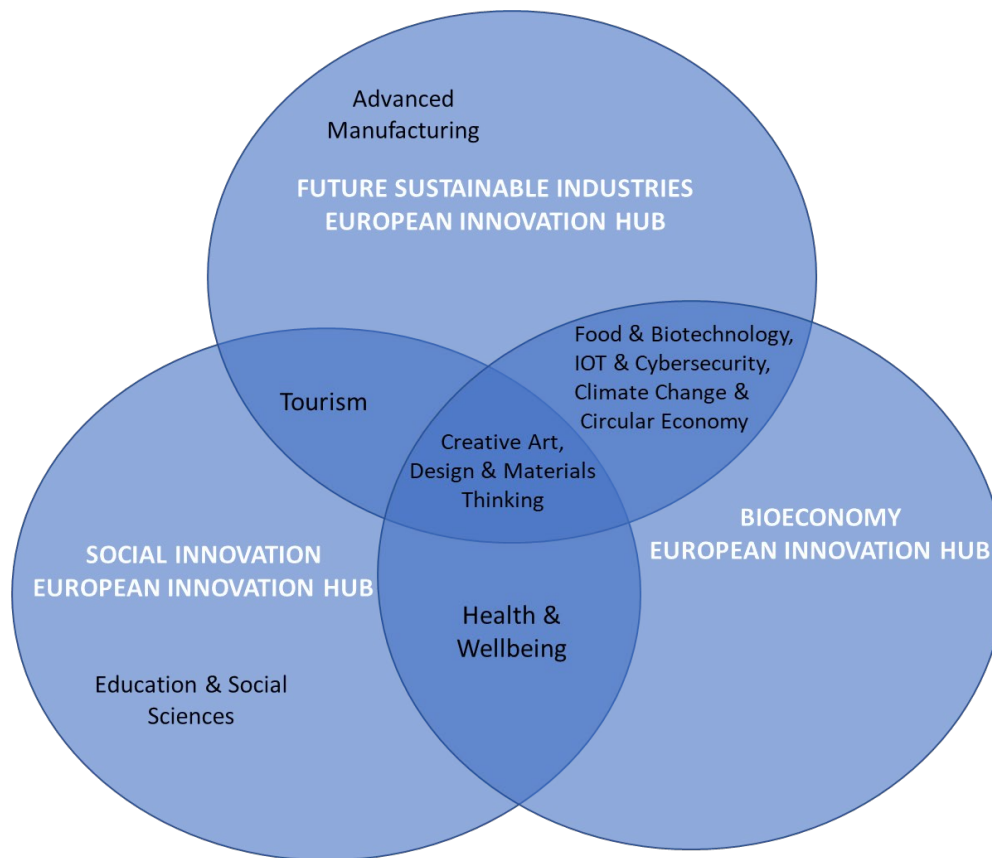 Advanced
Manufacturing
FUTURE SUSTAINABLE INDUSTRIES
EUROPEAN INNOVATION HUB
Food & Biotechnology,
IOT & Cybersecurity,
Climate Change &
Circular Economy
Tourism
Creative Art,
Design & Materials
Thinking
BIOECONOMY
EUROPEAN INNOVATION HUB
SOCIAL INNOVATION
EUROPEAN INNOVATION HUB
Health &
Wellbeing
Education & Social
Sciences